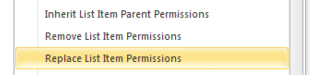 Inherit List Item Parent Permissions
Remove List Item Permissions
Replace List Item Permissions